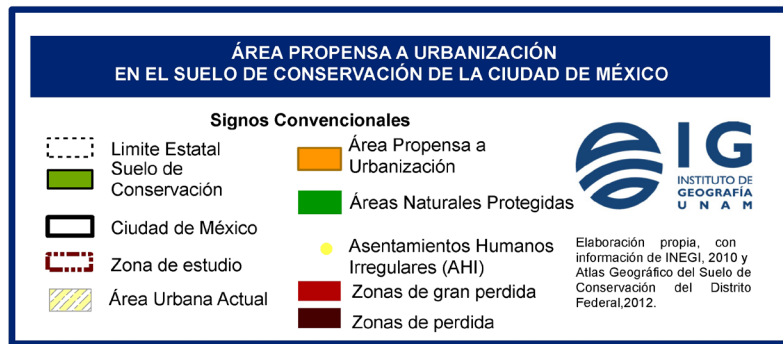 ÁREA PROPENSA A URBANIZACIÓN
EN EL SUELO DE CONSERVACIÓN DE LA CIUDAD DE MÉXICO
Signos Convencionales
Limite Estatal
Suelo de
Conservación
Ciudad de México
Zona de estudio
Área Urbana Actual
Área Propensa a
Urbanización
Áreas Naturales Protegidas
Asentamientos Humanos
Irregulares (AHI)
Zonas de gran perdida
Zonas de perdida
IG
INSTITUTO DE
GEOGRAFÍA
UNAM
Elaboración propia, con
información de INEGI, 2010 y
Atlas Geográfico del Suelo de
Conservación del Distrito
Federal,2012.